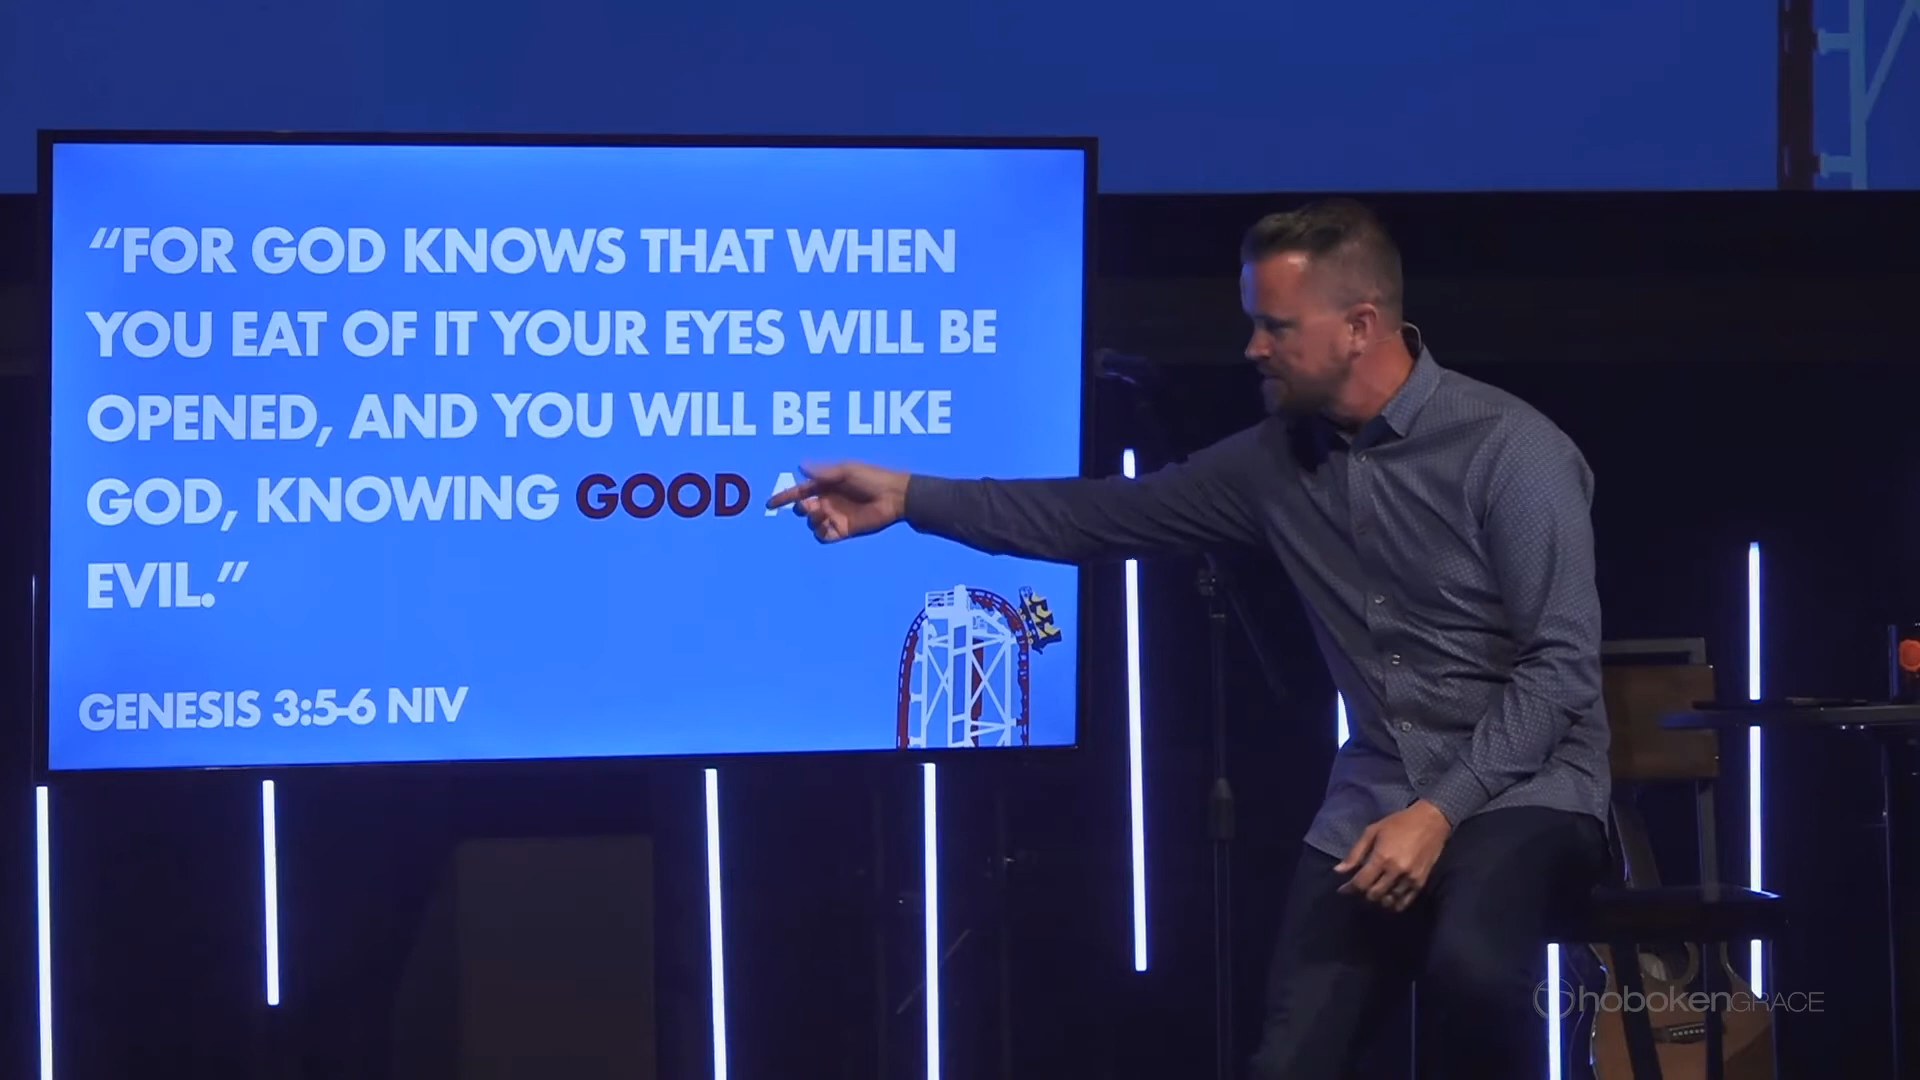 “FOR GOD KNOWS THAT WHEN
YOU EAT OF IT YOUR EYES WILL BE
OPENED, AND YOU WILL BE LIKE
GOD, KNOWING GOOD
EVIL.”
GENESIS 3:5-6 NIV
hobokenGRACE